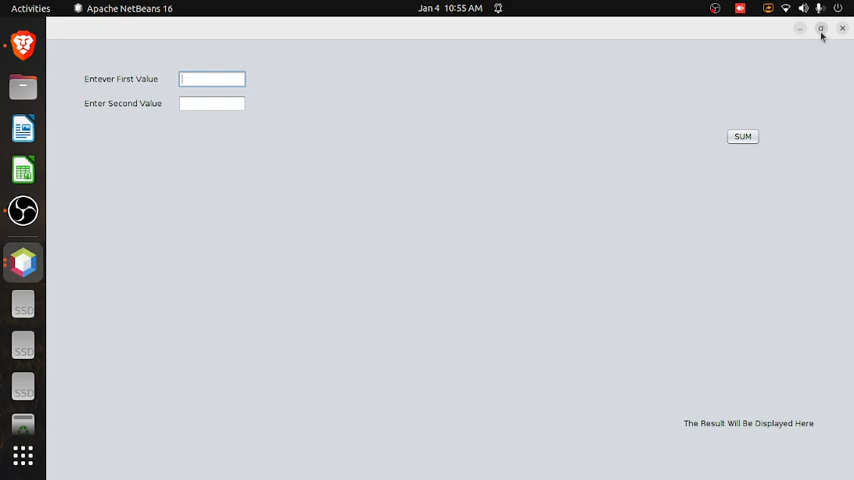 Activities
Apache NetBeans 16
Jan 4 10:55 AM
Entever First Value
Enter Second Value
SUM
SSD
SSD
SSD
The Result Will Be Displayed Here